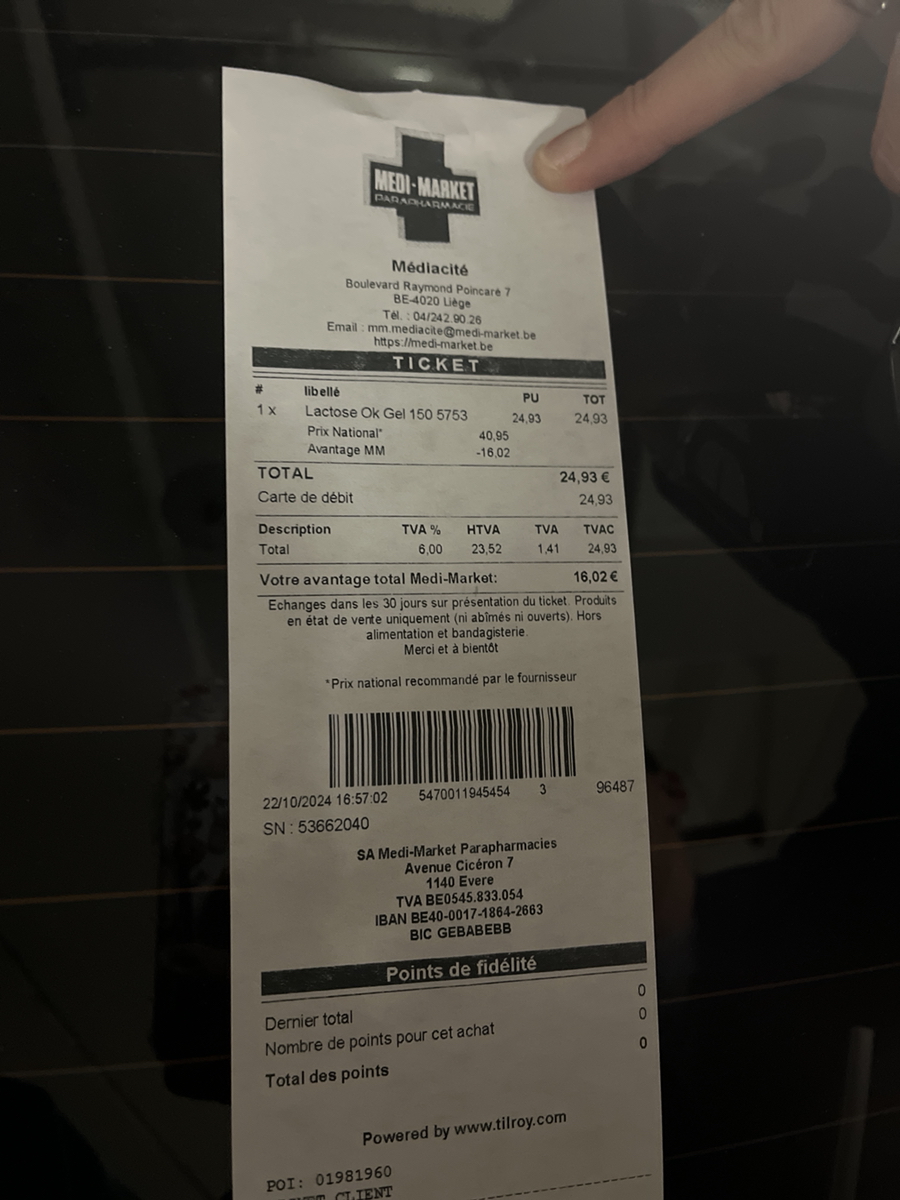 MEDI-MARKET
PARAPHARMACIE
Médiacité
Boulevard Raymond Poincaré 7
BE-4020 Liège
Tél. : 04/242.90.26
Email : mm.mediacite@medi-market.be
https://medi-market.be
TICKET
# libellé PU TOT
1 x Lactose Ok Gel 150 5753 24,93 24,93
Prix National* 40,95
Avantage MM -16,02
TOTAL 24,93 €
Carte de débit 24,93
Description TVA % HTVA TVA TVAC
Total 6,00 23,52 1,41 24,93
Votre avantage total Medi-Market: 16,02 €
Echanges dans les 30 jours sur présentation du ticket. Produits
en état de vente uniquement (ni abîmés ni ouverts). Hors
alimentation et bandagisterie.
Merci et à bientôt
*Prix national recommandé par le fournisseur
22/10/2024 16:57:02 5470011945454 3 96487
SN : 53662040
SA Medi-Market Parapharmacies
Avenue Cicéron 7
1140 Evere
TVA BE0545.833.054
IBAN BE40-0017-1864-2663
BIC GEBABEBB
Points de fidélité
Dernier total 0
Nombre de points pour cet achat 0
Total des points 0
Powered by www.tilroy.com
POI: 01981960
CLIENT